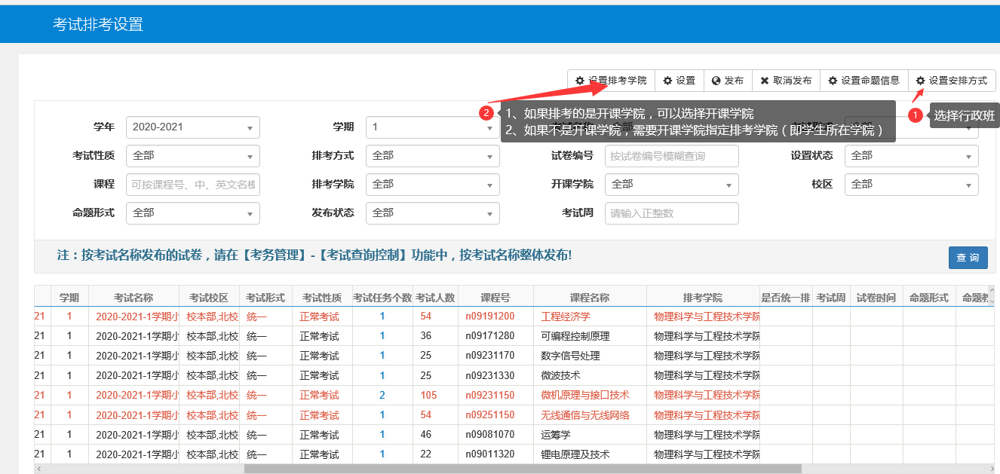 考试排考设置
设置排考学院 设置 发布 取消发布 设置命题信息 设置安排方式
1 选择行政班
2 1、如果排考的是开课学院，可以选择开课学院
2、如果不是开课学院，需要开课学院指定排考学院（即学生所在学院）
学年 2020-2021 学期 1 考试名称 全部 考试形式 全部
考试性质 全部 排考方式 全部 试卷编号 按试卷编号模糊查询 设置状态 全部
课程 可按课程号、中、英文名模 排考学院 全部 开课学院 全部 校区 全部
命题形式 全部 发布状态 全部 考试周 请输入正整数
注：按考试名称发布的试卷，请在【考务管理】-【考试查询控制】功能中，按考试名称整体发布!
查 询
学期 考试名称 考试校区 考试形式 考试性质 考试任务个数 考试人数 课程号 课程名称 排考学院 是否统一排 考试周 试卷时间 命题形式 命题教
21 1 2020-2021-1学期小 校本部,北校 统一 正常考试 1 54 n09191200 工程经济学 物理科学与工程技术学院
21 1 2020-2021-1学期小 校本部,北校 统一 正常考试 1 36 n09171280 可编程控制原理 物理科学与工程技术学院
21 1 2020-2021-1学期小 校本部,北校 统一 正常考试 1 25 n09231170 数字信号处理 物理科学与工程技术学院
21 1 2020-2021-1学期小 校本部,北校 统一 正常考试 1 25 n09231330 微波技术 物理科学与工程技术学院
21 1 2020-2021-1学期小 校本部,北校 统一 正常考试 2 105 n09231150 微机原理与接口技术 物理科学与工程技术学院
21 1 2020-2021-1学期小 校本部,北校 统一 正常考试 1 54 n09251150 无线通信与无线网络 物理科学与工程技术学院
21 1 2020-2021-1学期小 校本部,北校 统一 正常考试 1 46 n09081070 运筹学 物理科学与工程技术学院
21 1 2020-2021-1学期小 校本部,北校 统一 正常考试 1 22 n09011320 锂电原理及技术 物理科学与工程技术学院